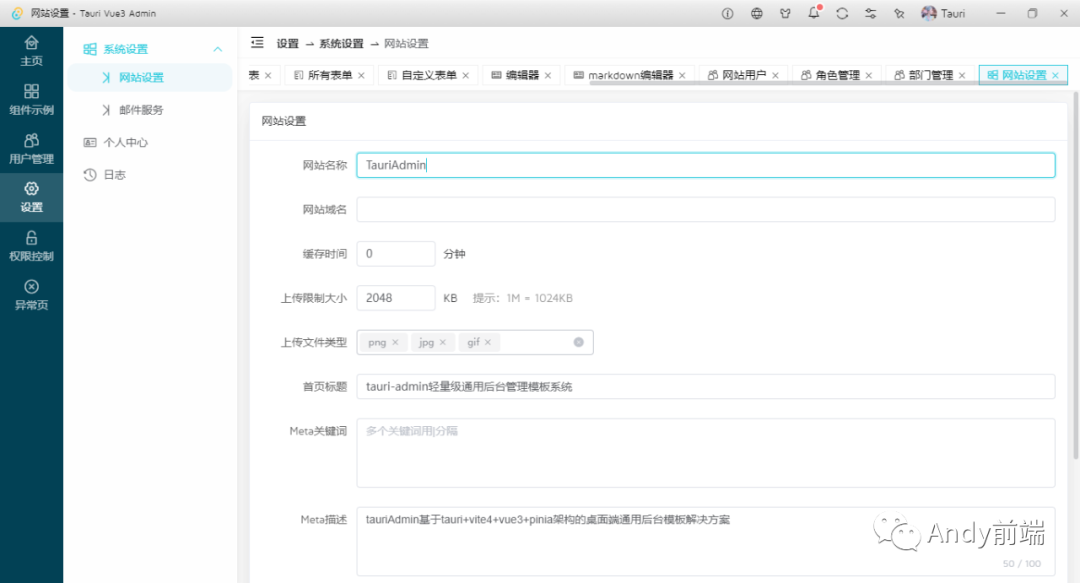 网站设置 - Tauri Vue3 Admin
Tauri
主页
组件示例
用户管理
设置
权限控制
异常页
系统设置
网站设置
邮件服务
个人中心
日志
设置 → 系统设置 → 网站设置
表 × 所有表单 × 自定义表单 × 编辑器 × markdown编辑器 × 网站用户 × 角色管理 × 部门管理 × 网站设置 ×
网站设置
网站名称 TauriAdmin
网站域名
缓存时间 0 分钟
上传限制大小 2048 KB 提示：1M = 1024KB
上传文件类型 png × jpg × gif ×
首页标题 tauri-admin轻量级通用后台管理模板系统
Meta关键词 多个关键词用|分隔
Meta描述 tauriAdmin基于tauri+vite4+vue3+pinia架构的桌面端通用后台模板解决方案
Andy前端
50 / 100